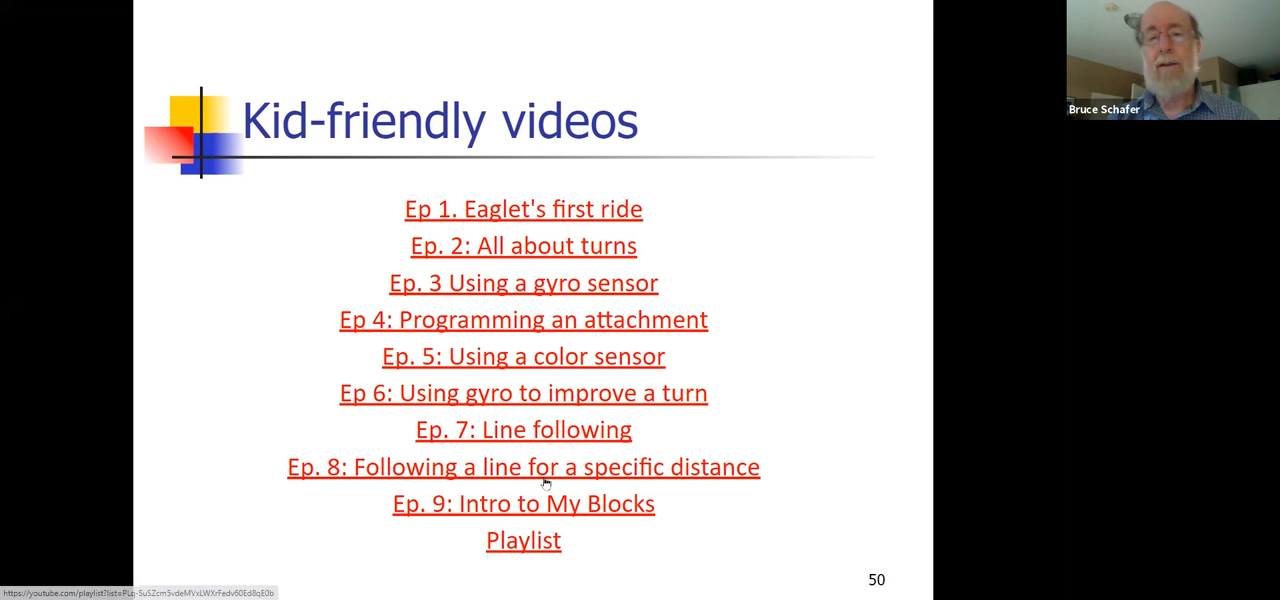 Bruce Schafer
Kid-friendly videos
Ep 1. Eaglet's first ride
Ep. 2: All about turns
Ep. 3 Using a gyro sensor
Ep 4: Programming an attachment
Ep. 5: Using a color sensor
Ep 6: Using gyro to improve a turn
Ep. 7: Line following
Ep. 8: Following a line for a specific distance
Ep. 9: Intro to My Blocks
Playlist
50